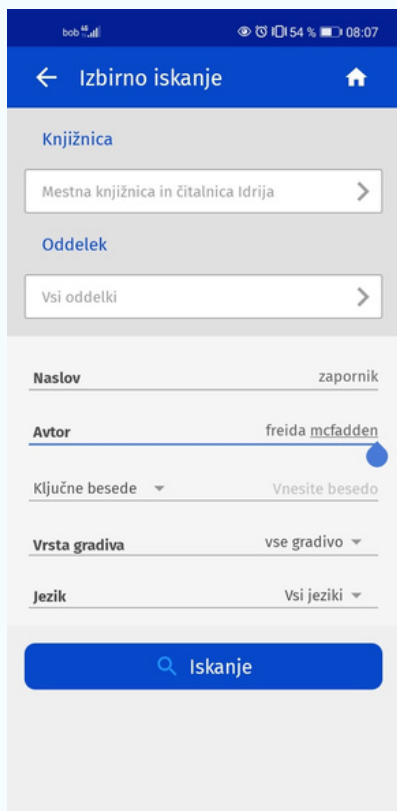 bob 54 % 08:07
Izbirno iskanje
Knjižnica
Mestna knjižnica in čitalnica Idrija
Oddelek
Vsi oddelki
Naslov zapornik
Avtor freida mcfadden
Ključne besede Vnesite besedo
Vrsta gradiva vse gradivo
Jezik Vsi jeziki
Iskanje